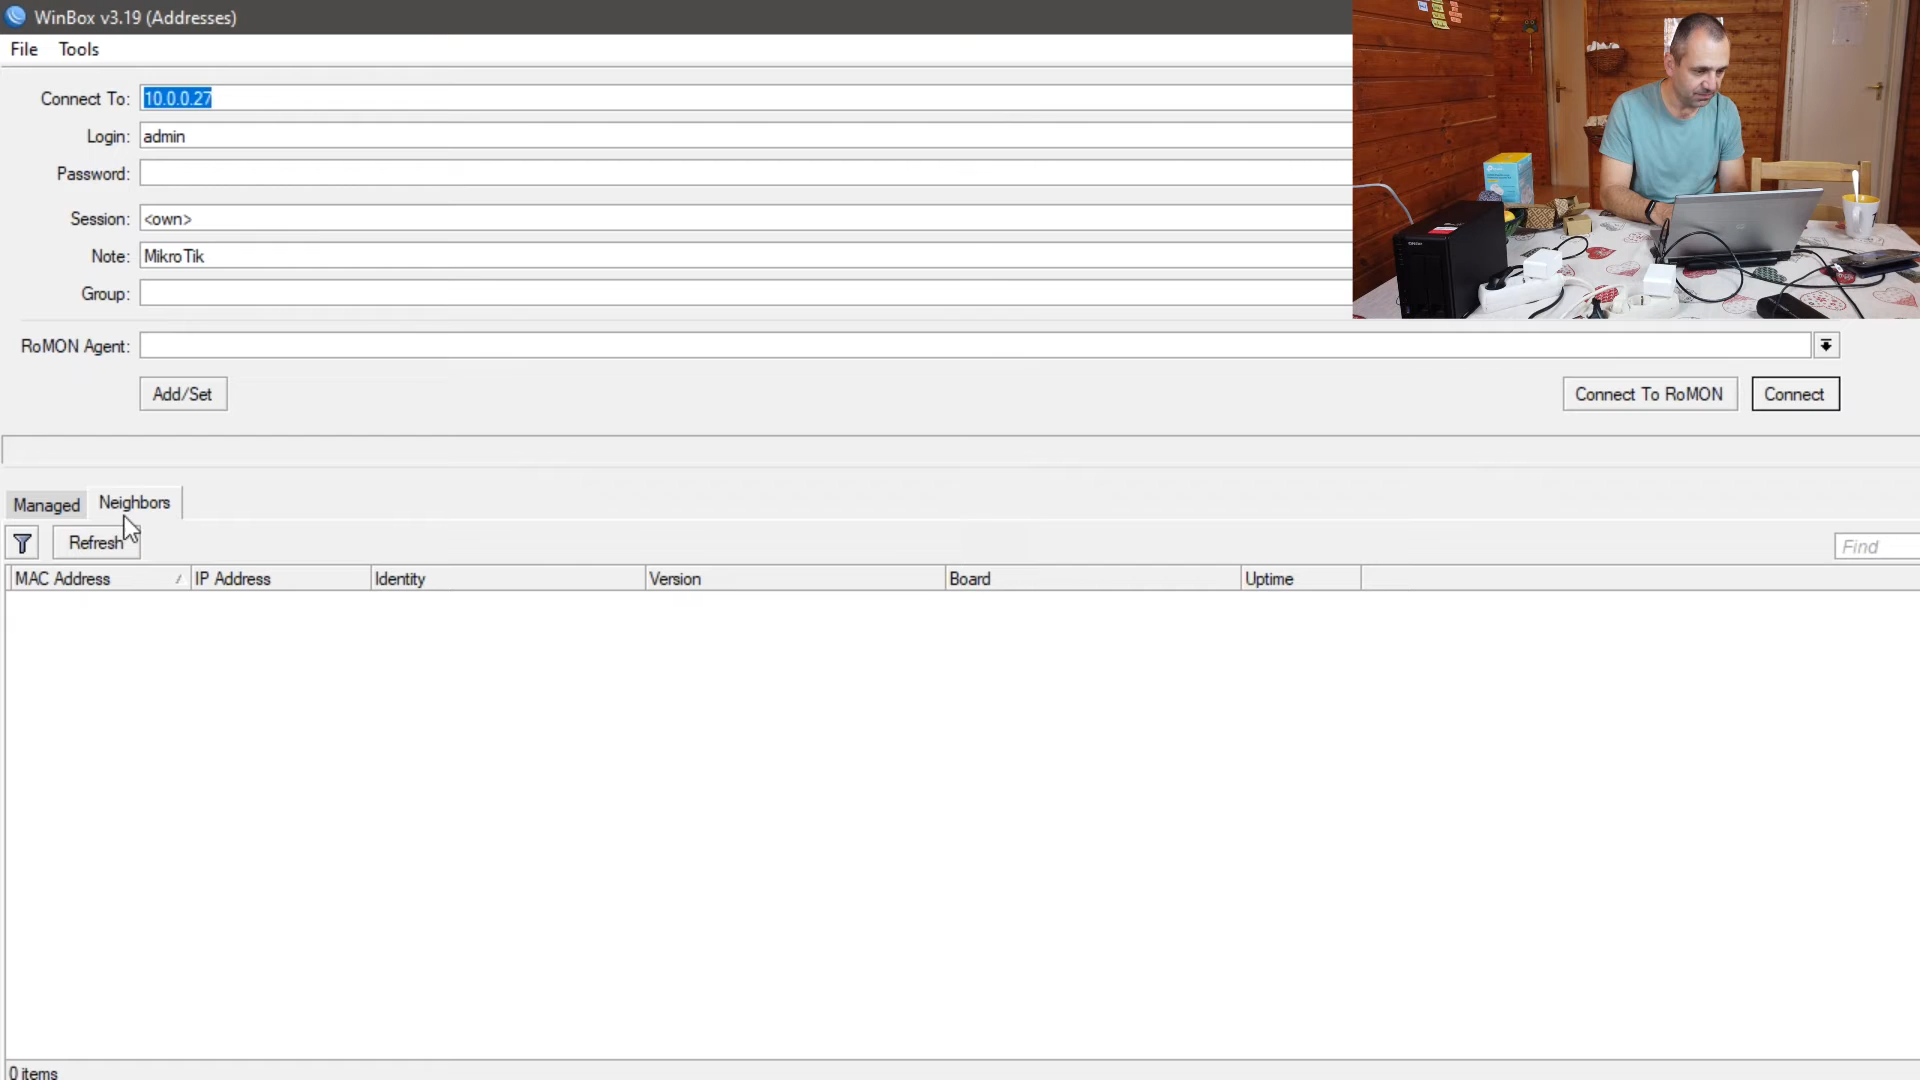 WinBox v3.19 (Addresses)
File Tools
Connect To: 10.0.0.27
Login: admin
Password:
Session: <own>
Note: MikroTik
Group:
RoMON Agent:
Add/Set Connect To RoMON Connect
Managed Neighbors
Refresh Find
MAC Address IP Address Identity Version Board Uptime
0 items